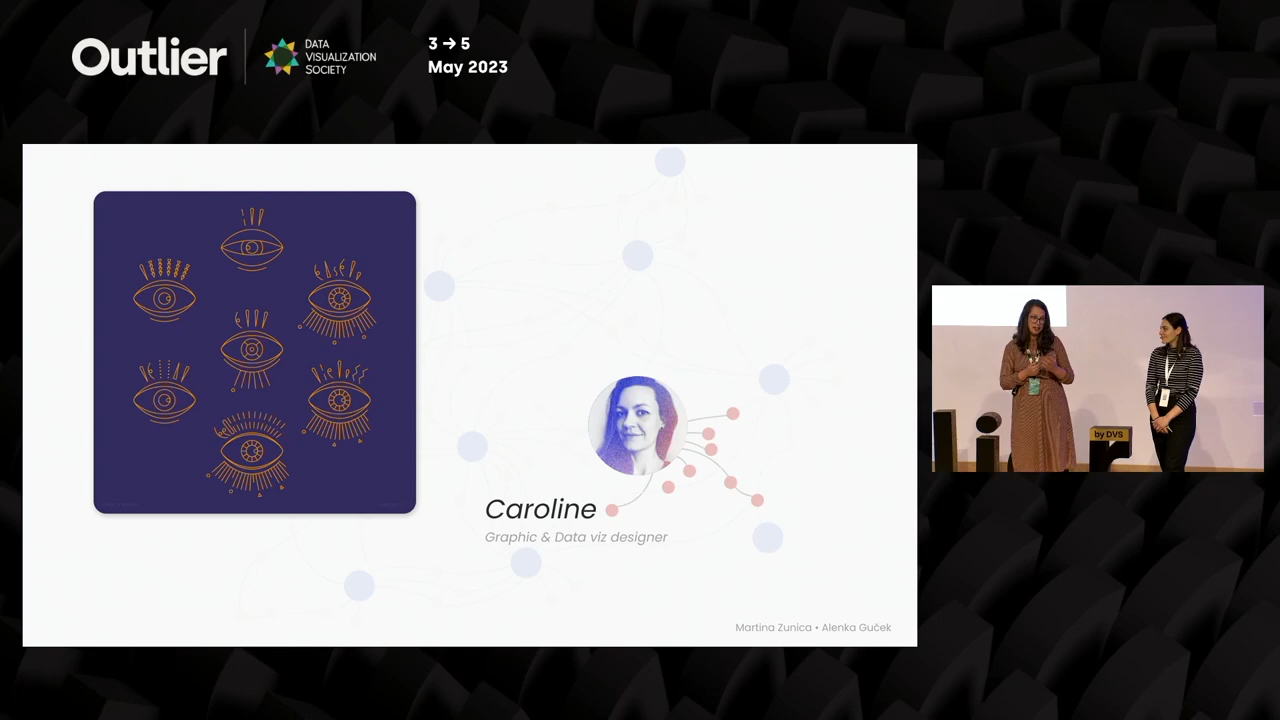 Outlier
DATA
VISUALIZATION
SOCIETY
3 → 5
May 2023
Caroline
Graphic & Data viz designer
Martina Zunica • Alenka Guček
by DVS